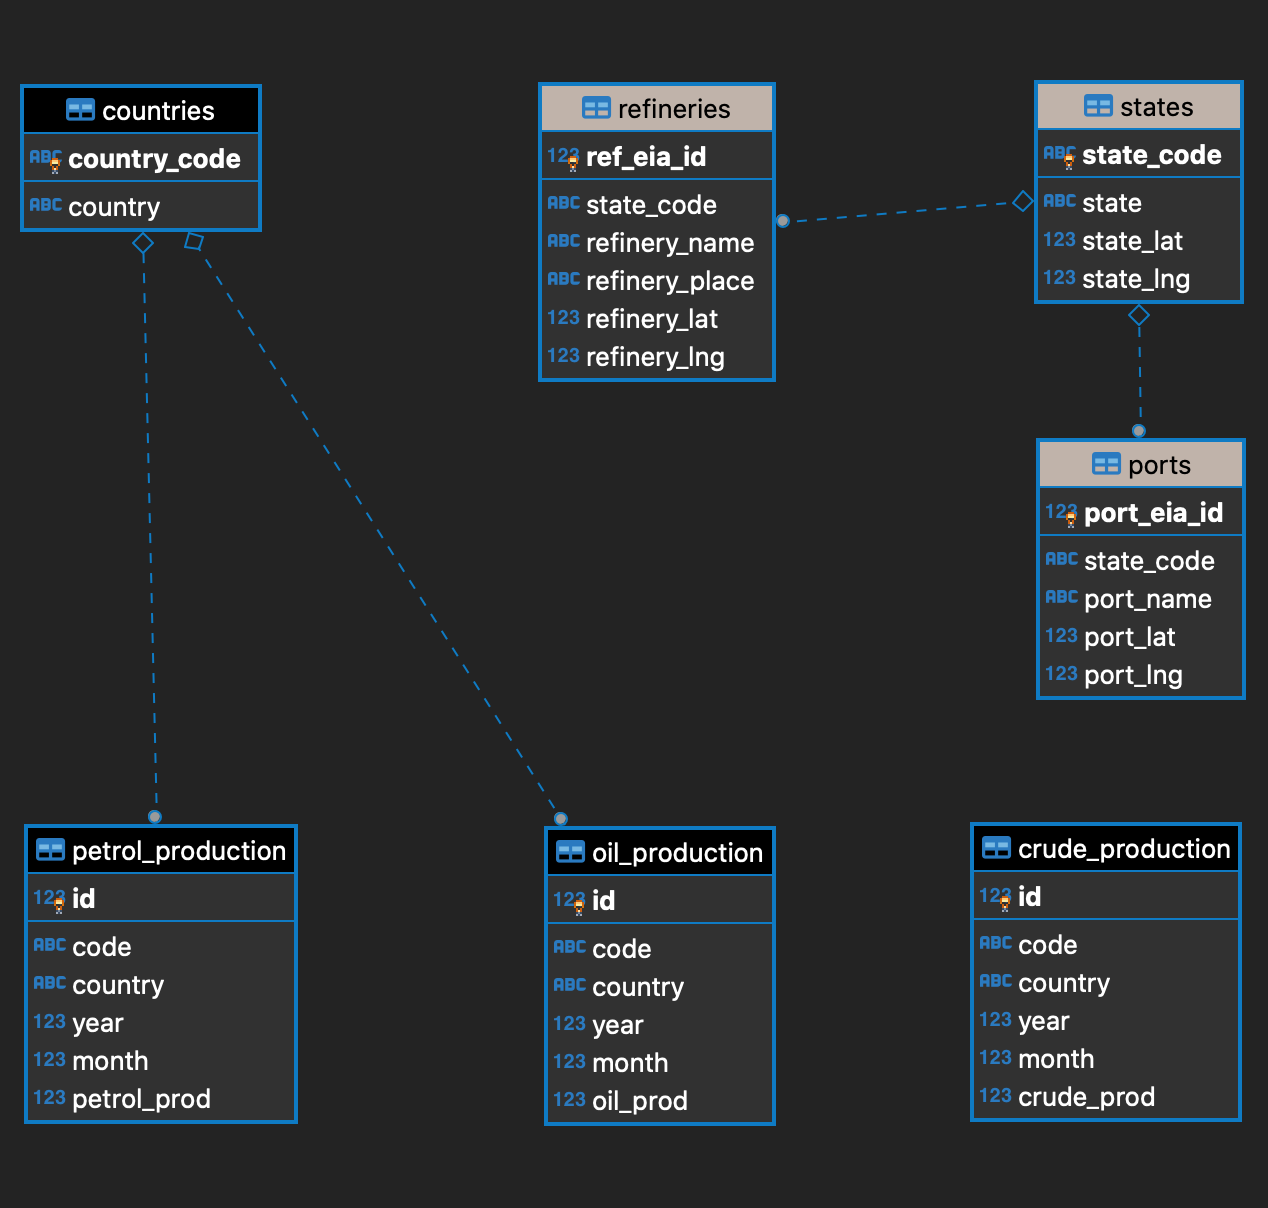 countries
ABC country_code
ABC country
refineries
123 ref_eia_id
ABC state_code
ABC refinery_name
ABC refinery_place
123 refinery_lat
123 refinery_lng
states
ABC state_code
ABC state
123 state_lat
123 state_lng
ports
123 port_eia_id
ABC state_code
ABC port_name
123 port_lat
123 port_lng
petrol_production
123 id
ABC code
ABC country
123 year
123 month
123 petrol_prod
oil_production
123 id
ABC code
ABC country
123 year
123 month
123 oil_prod
crude_production
123 id
ABC code
ABC country
123 year
123 month
123 crude_prod